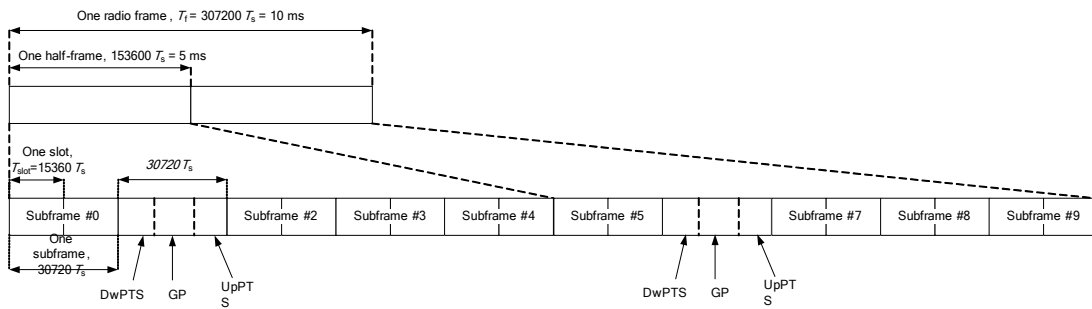 One radio frame , Tf = 307200 Ts = 10 ms
One half-frame, 153600 Ts = 5 ms
One slot,
Tslot=15360 Ts
30720 Ts
Subframe #0
Subframe #2
Subframe #3
Subframe #4
Subframe #5
Subframe #7
Subframe #8
Subframe #9
One
subframe ,
30720 Ts
DwPTS
GP
UpPT
S
DwPTS
GP
UpPT
S